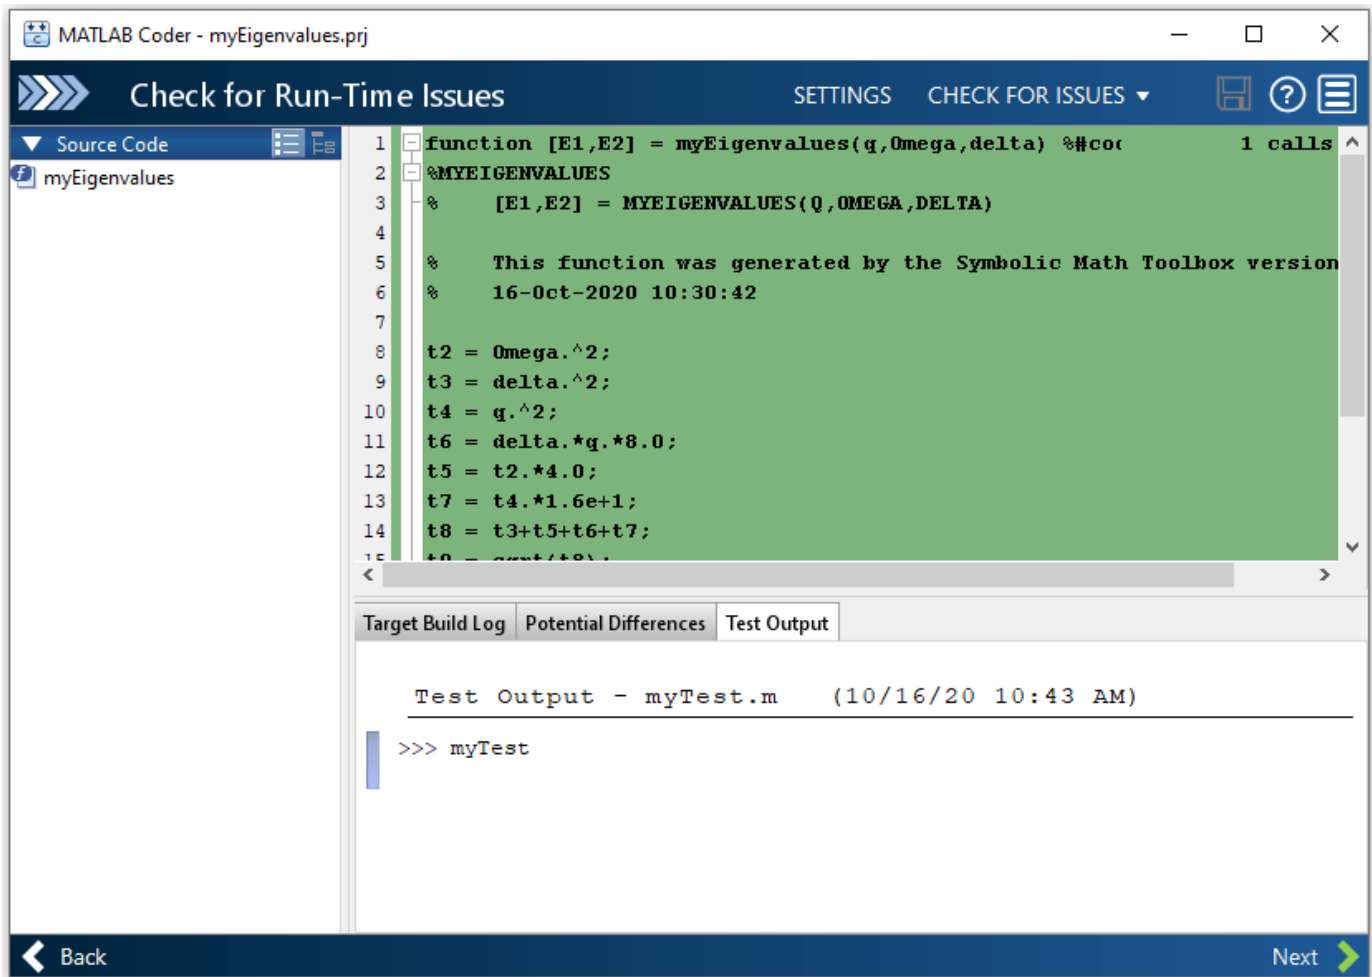 MATLAB Coder - myEigenvalues.prj
Check for Run-Time Issues
SETTINGS
CHECK FOR ISSUES
Source Code
myEigenvalues
1 function [E1,E2] = myEigenvalues(q,Omega,delta) %#coc 1 calls
2 %MYEIGENVALUES
3 % [E1,E2] = MYEIGENVALUES(Q,OMEGA,DELTA)
4
5 % This function was generated by the Symbolic Math Toolbox version
6 % 16-Oct-2020 10:30:42
7
8 t2 = Omega.^2;
9 t3 = delta.^2;
10 t4 = q.^2;
11 t6 = delta.*q.*8.0;
12 t5 = t2.*4.0;
13 t7 = t4.*1.6e+1;
14 t8 = t3+t5+t6+t7;
15 t9 = sqrt(t8);
Target Build Log
Potential Differences
Test Output
Test Output - myTest.m (10/16/20 10:43 AM)
>>> myTest
Back
Next